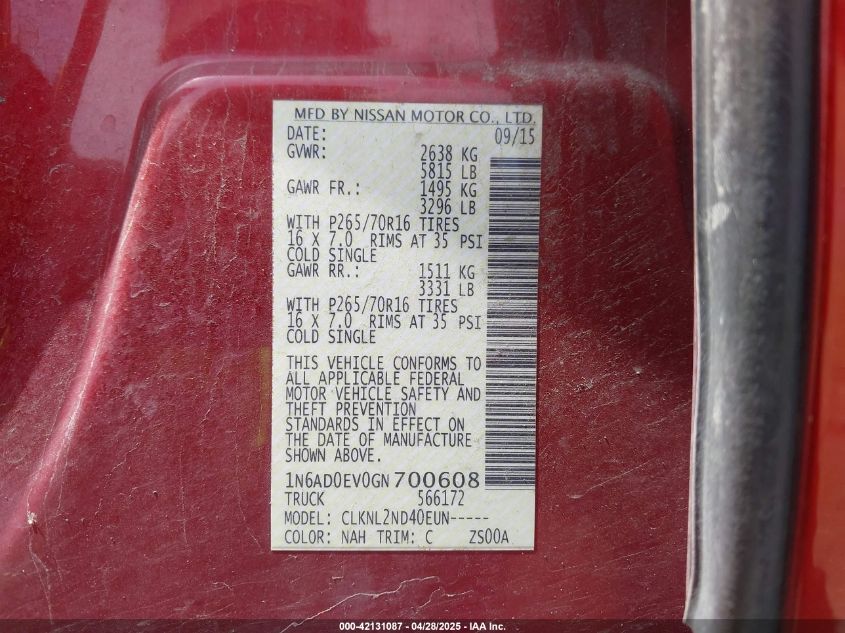 MFD BY NISSAN MOTOR CO., LTD.
DATE: 09/15
GVWR: 2638 KG
5815 LB
GAWR FR.: 1495 KG
3296 LB
WITH P265/70R16 TIRES
16 X 7.0 RIMS AT 35 PSI
COLD SINGLE
GAWR RR.: 1511 KG
3331 LB
WITH P265/70R16 TIRES
16 X 7.0 RIMS AT 35 PSI
COLD SINGLE
THIS VEHICLE CONFORMS TO
ALL APPLICABLE FEDERAL
MOTOR VEHICLE SAFETY AND
THEFT PREVENTION
STANDARDS IN EFFECT ON
THE DATE OF MANUFACTURE
SHOWN ABOVE.
1N6AD0EV0GN700608
TRUCK 566172
MODEL: CLKNL2ND40EUN-----
COLOR: NAH TRIM: C ZS00A
000-42131087 - 04/28/2025 - IAA Inc.